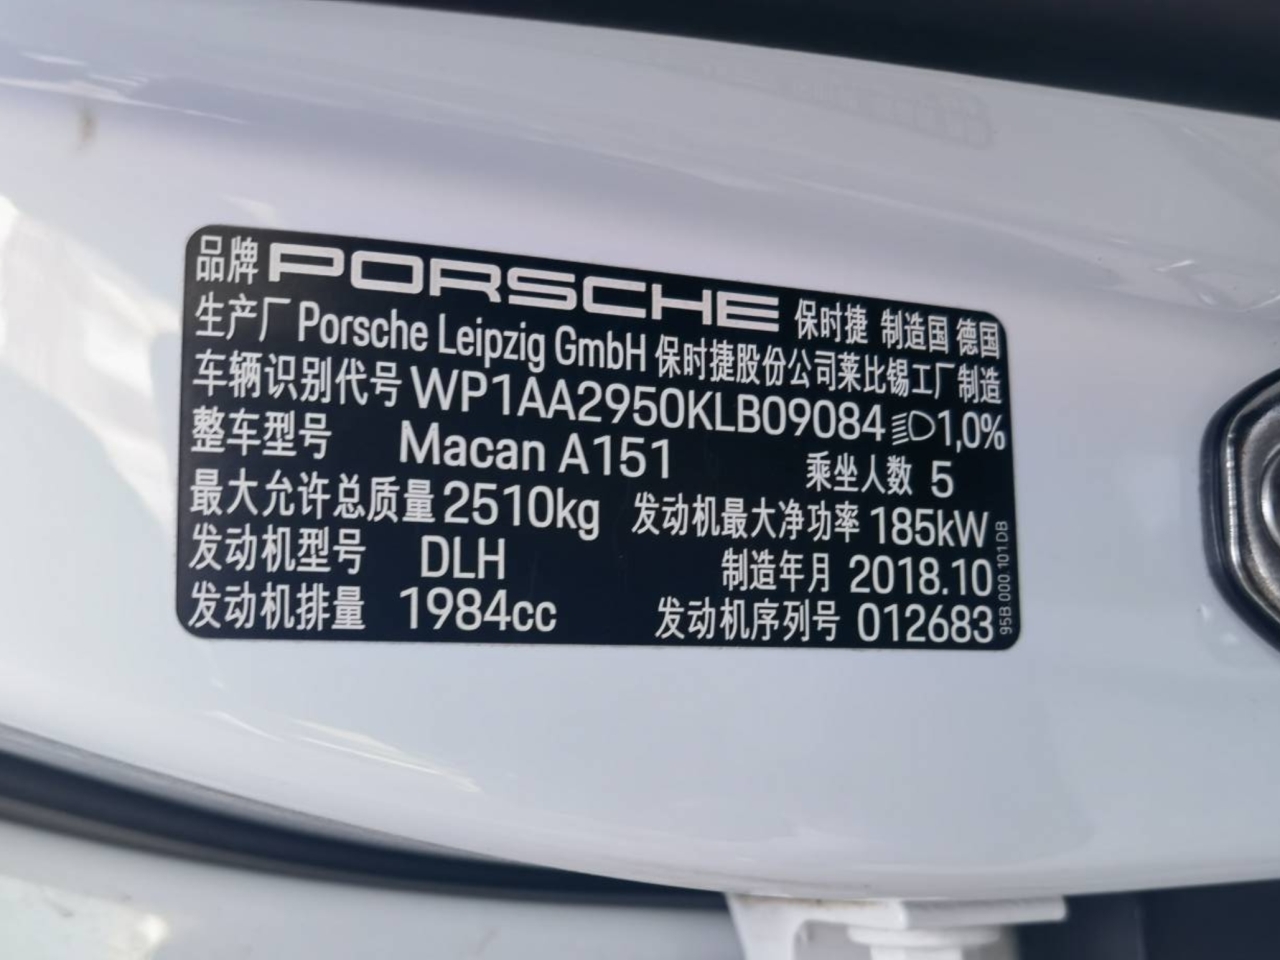 品牌 PORSCHE 保时捷 制造国 德国
生产厂 Porsche Leipzig GmbH 保时捷股份公司莱比锡工厂制造
车辆识别代号 WP1AA2950KLB09084 1,0%
整车型号 Macan A151 乘坐人数 5
最大允许总质量 2510kg 发动机最大净功率 185kW
发动机型号 DLH 制造年月 2018.10
发动机排量 1984cc 发动机序列号 012683
95B.000.101.DB